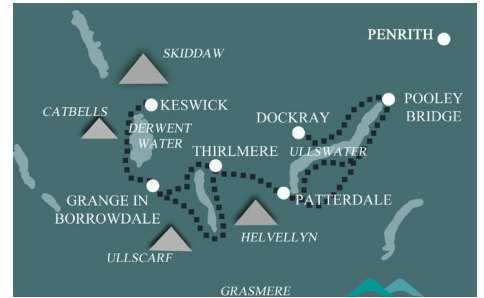 PENRITH
SKIDDAW
KESWICK
POOLEY
BRIDGE
CATBELLS
DERWENT
WATER
DOCKRAY
ULLSWATER
THIRLMERE
GRANGE IN
BORROWDALE
PATTERDALE
HELVELLYN
ULLSCARF
GRASMERE